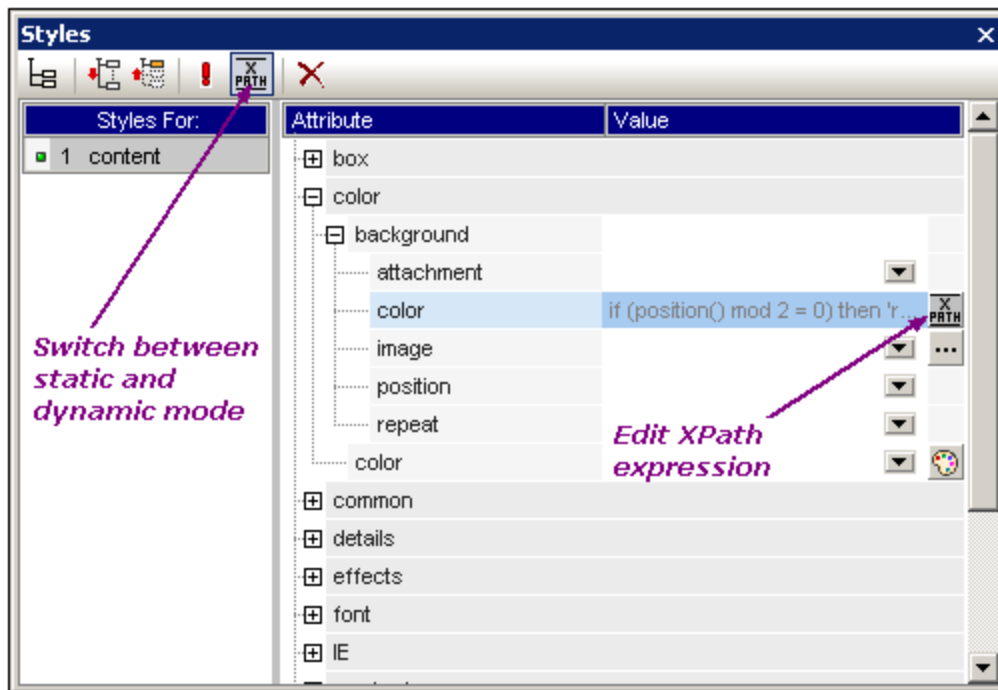 Styles
X
PATH
Styles For:
Attribute
Value
1 content
box
color
background
attachment
color
if (position() mod 2 = 0) then 'r...
X
PATH
image
...
position
repeat
color
common
details
effects
font
IE
Switch between
static and
dynamic mode
Edit XPath
expression